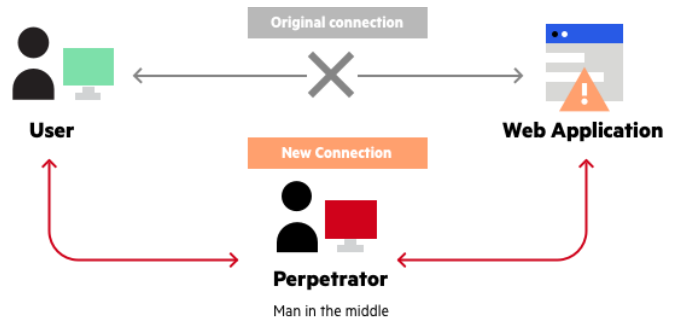 Original connection
User
Web Application
New Connection
Perpetrator
Man in the middle